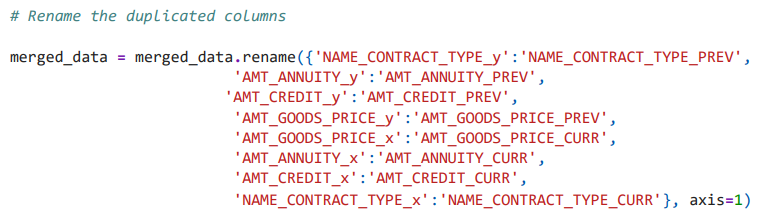 # Rename the duplicated columns
merged_data = merged_data.rename({'NAME_CONTRACT_TYPE_y':'NAME_CONTRACT_TYPE_PREV',
'AMT_ANNUITY_y':'AMT_ANNUITY_PREV',
'AMT_CREDIT_y':'AMT_CREDIT_PREV',
'AMT_GOODS_PRICE_y':'AMT_GOODS_PRICE_PREV',
'AMT_GOODS_PRICE_x':'AMT_GOODS_PRICE_CURR',
'AMT_ANNUITY_x':'AMT_ANNUITY_CURR',
'AMT_CREDIT_x':'AMT_CREDIT_CURR',
'NAME_CONTRACT_TYPE_x':'NAME_CONTRACT_TYPE_CURR'}, axis=1)